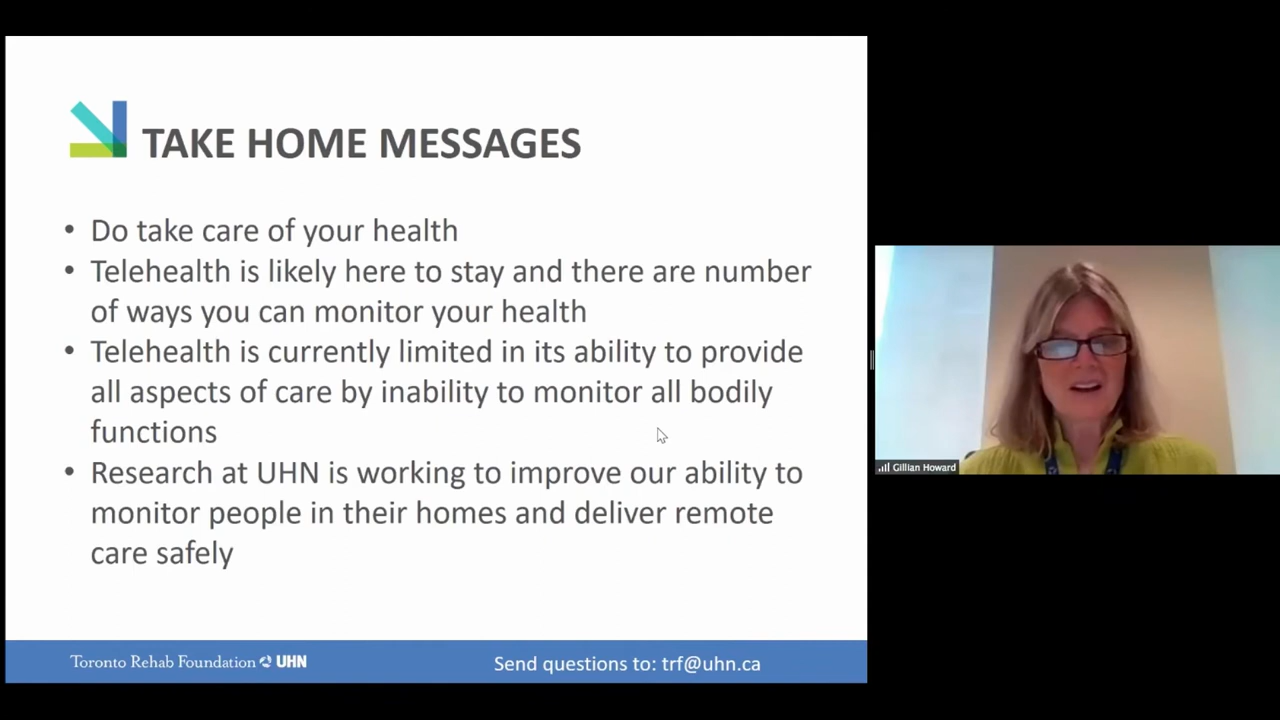 TAKE HOME MESSAGES
• Do take care of your health
• Telehealth is likely here to stay and there are number
of ways you can monitor your health
• Telehealth is currently limited in its ability to provide
all aspects of care by inability to monitor all bodily
functions
• Research at UHN is working to improve our ability to
monitor people in their homes and deliver remote
care safely
Toronto Rehab Foundation UHN
Send questions to: trf@uhn.ca
Gillian Howard